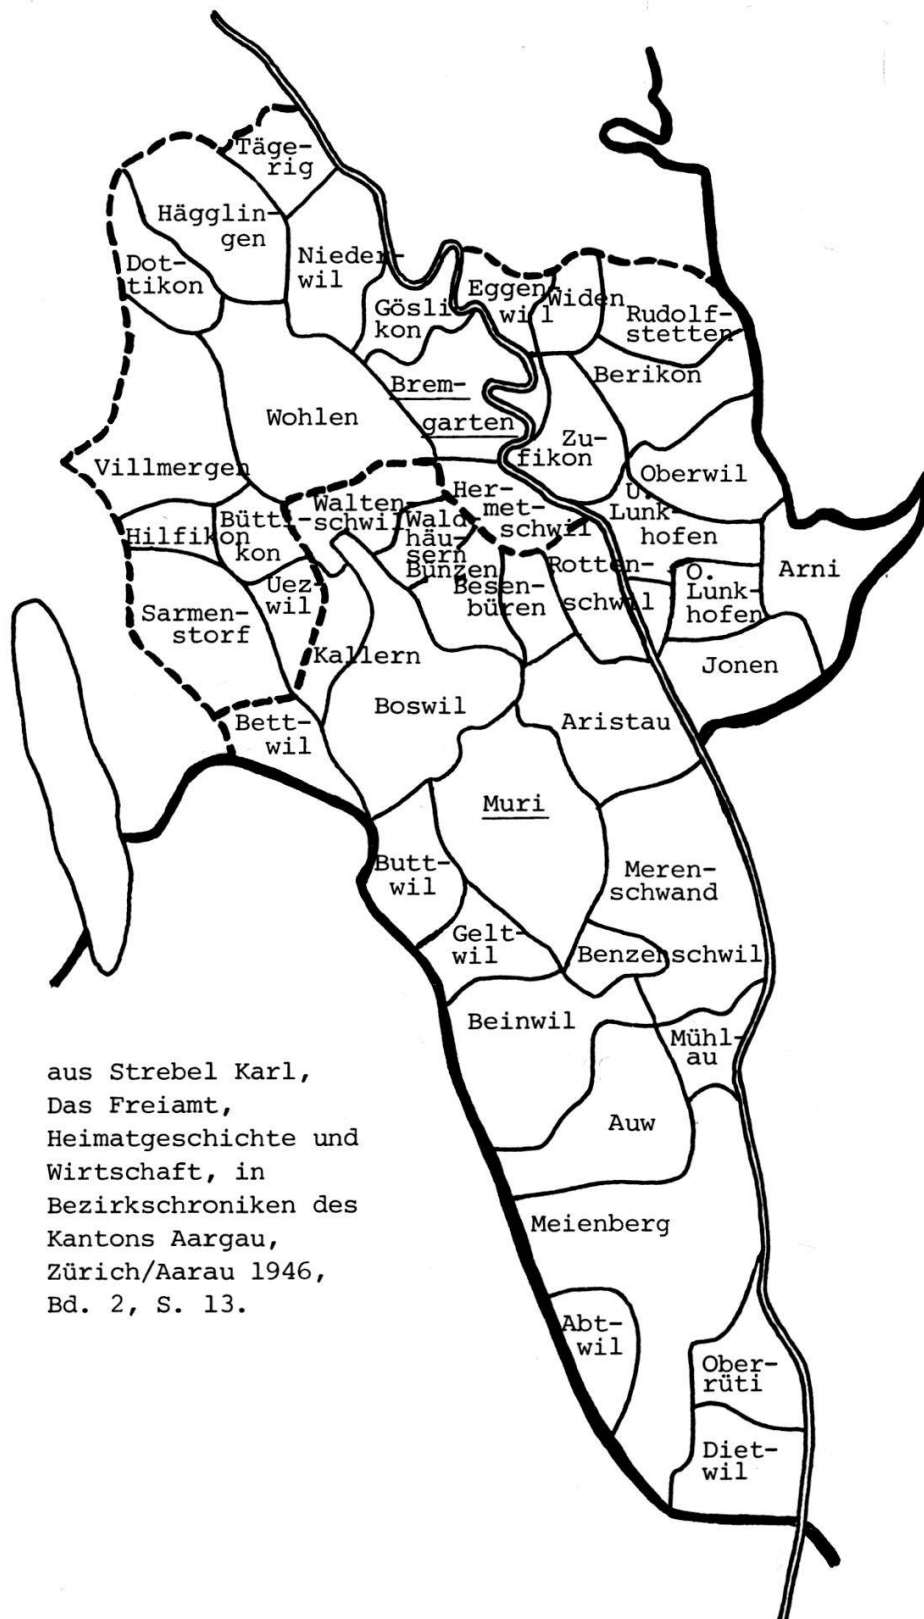 Täge-
rig
Hägglin-
gen
Dot-
tikon
Nieder-
wil
Gösli
kon
Eggen
wil
Widen
Rudolf-
stetten
Berikon
Brem-
garten
Wohlen
Zu-
fikon
Villmergen
Oberwil
Hilfikon
Bütti-
kon
Walten
schwil
Wald
häu-
sern
Her-
met-
schwil
U.
Lunk-
hofen
Bünzen
Besen-
büren
Rotten-
schwil
O.
Lunk-
hofen
Arni
Sarmen-
storf
Uez
wil
Kallern
Jonen
Boswil
Aristau
Bett-
wil
Muri
Butt-
wil
Meren-
schwand
Gelt-
wil
Benzenschwil
Beinwil
Mühl-
au
Auw
aus Strebel Karl,
Das Freiamt,
Heimatgeschichte und
Wirtschaft, in
Bezirkschroniken des
Kantons Aargau,
Zürich/Aarau 1946,
Bd. 2, S. 13.
Meienberg
Abt-
wil
Ober-
rüti
Diet-
wil